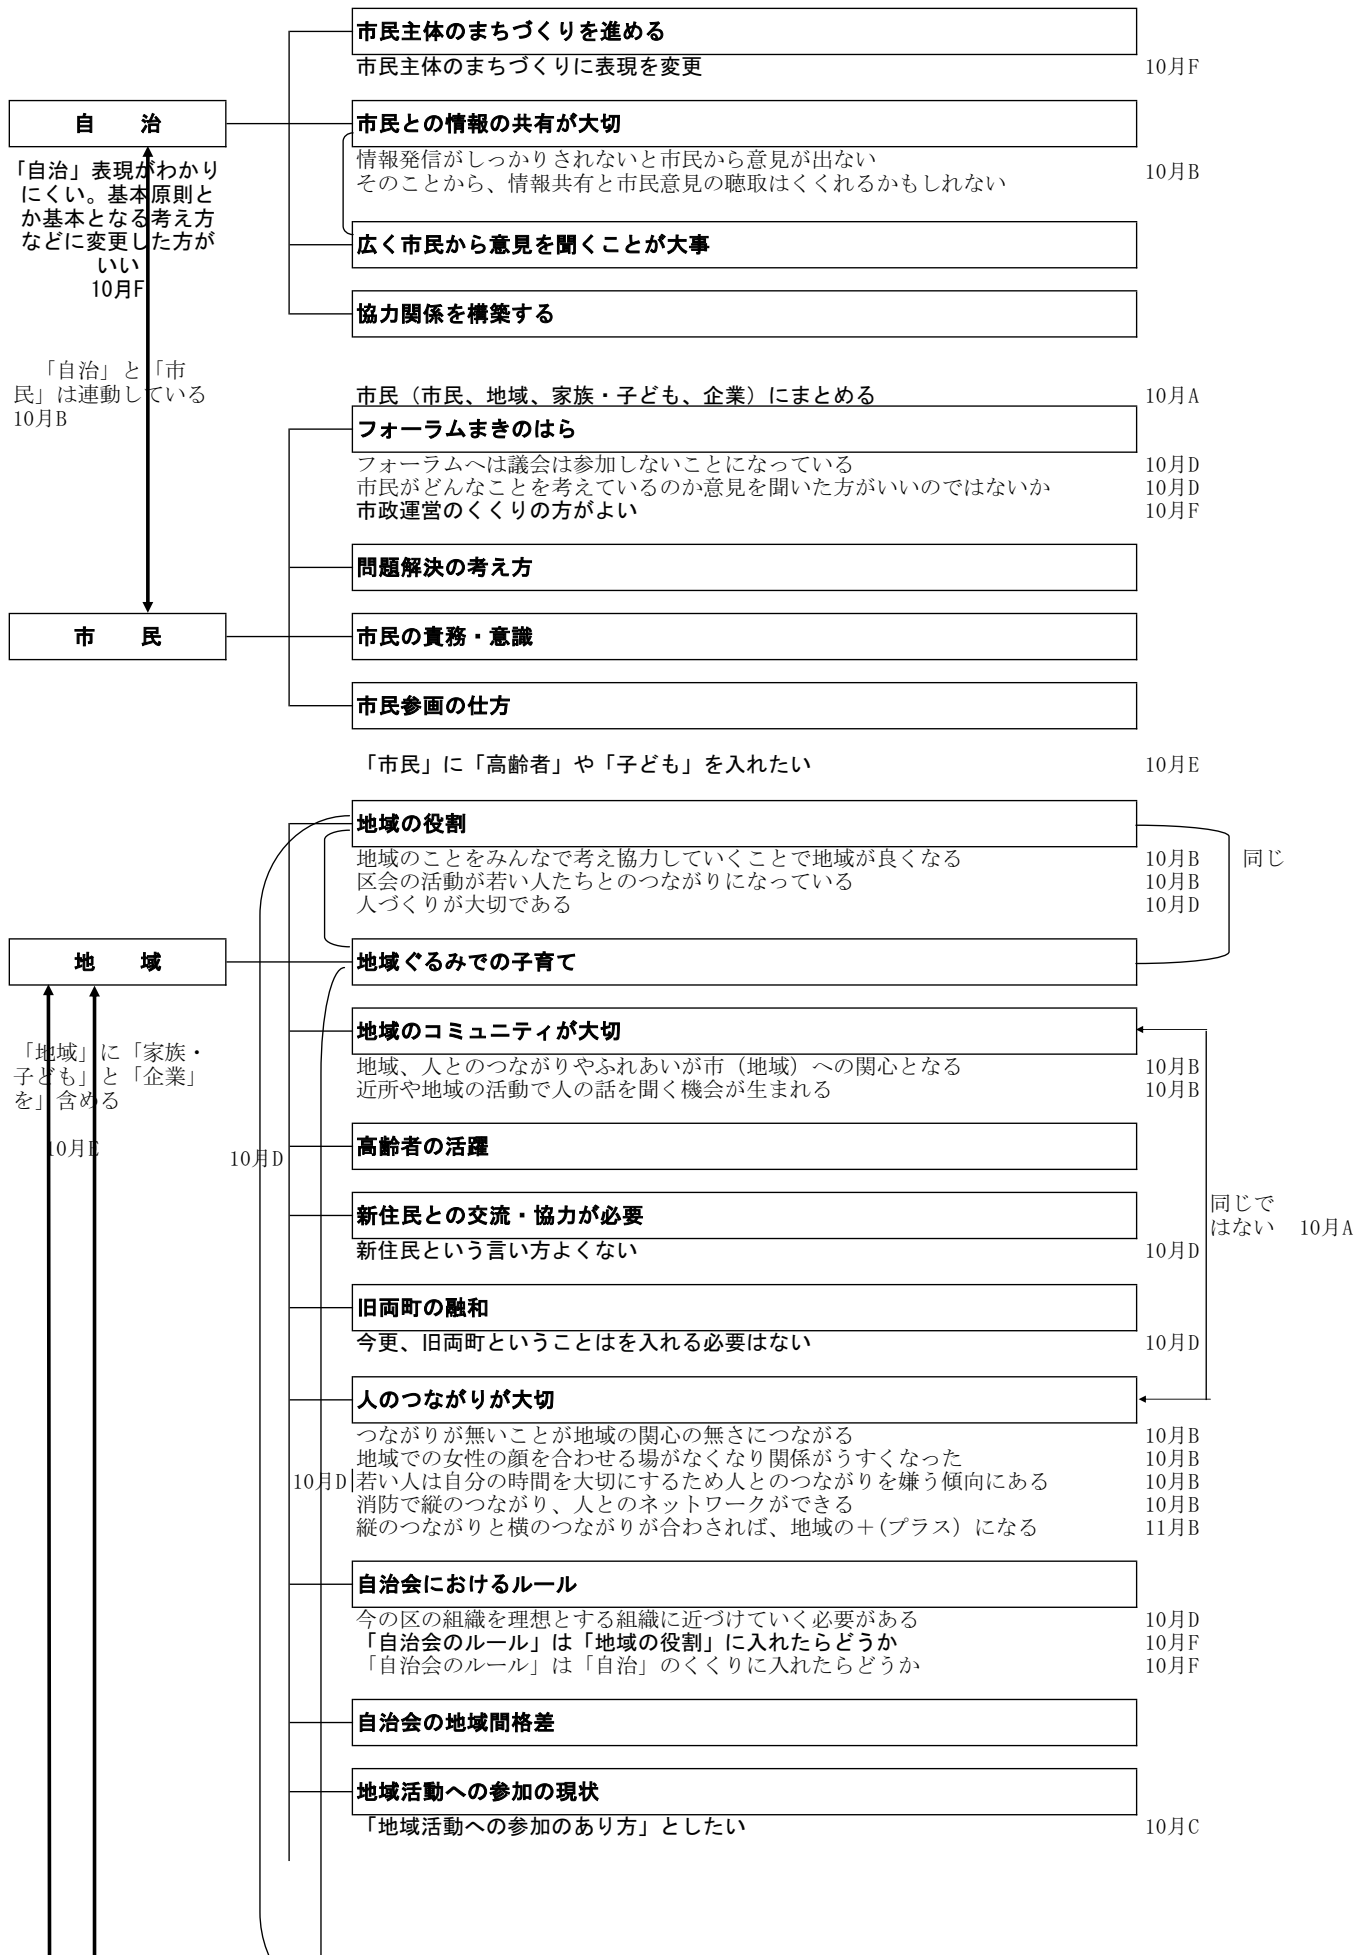 市民主体のまちづくりを進める
市民主体のまちづくりに表現を変更 10月F
自 治
市民との情報の共有が大切
「自治」表現がわかり
にくい。基本原則と
か基本となる考え方
などに変更した方が
いい
10月F
情報発信がしっかりされないと市民から意見が出ない
そのことから、情報共有と市民意見の聴取はくくれるかもしれない 10月B
広く市民から意見を聞くことが大事
協力関係を構築する
「自治」と「市
民」は連動している
10月B
市民（市民、地域、家族・子ども、企業）にまとめる 10月A
フォーラムまきのはら
フォーラムへは議会は参加しないことになっている 10月D
市民がどんなことを考えているのか意見を聞いた方がいいのではないか 10月D
市政運営のくくりの方がよい 10月F
問題解決の考え方
市 民
市民の責務・意識
市民参画の仕方
「市民」に「高齢者」や「子ども」を入れたい 10月E
地域の役割
地域のことをみんなで考え協力していくことで地域が良くなる 10月B 同じ
区会の活動が若い人たちとのつながりになっている 10月B
人づくりが大切である 10月D
地 域
地域ぐるみでの子育て
地域のコミュニティが大切
「地域」に「家族・
子ども」と「企業」
を」含める
10月E
地域、人とのつながりやふれあいが市（地域）への関心となる 10月B
近所や地域の活動で人の話を聞く機会が生まれる 10月B
高齢者の活躍
10月D
新住民との交流・協力が必要
同じで
はない 10月A
新住民という言い方よくない 10月D
旧両町の融和
今更、旧両町ということはを入れる必要はない 10月D
人のつながりが大切
つながりが無いことが地域の関心の無さにつながる 10月B
地域での女性の顔を合わせる場がなくなり関係がうすくなった 10月B
10月D 若い人は自分の時間を大切にするため人とのつながりを嫌う傾向にある 10月B
消防で縦のつながり、人とのネットワークができる 10月B
縦のつながりと横のつながりが合わされば、地域の＋(プラス）になる 11月B
自治会におけるルール
今の区の組織を理想とする組織に近づけていく必要がある 10月D
「自治会のルール」は「地域の役割」に入れたらどうか 10月F
「自治会のルール」は「自治」のくくりに入れたらどうか 10月F
自治会の地域間格差
地域活動への参加の現状
「地域活動への参加のあり方」としたい 10月C